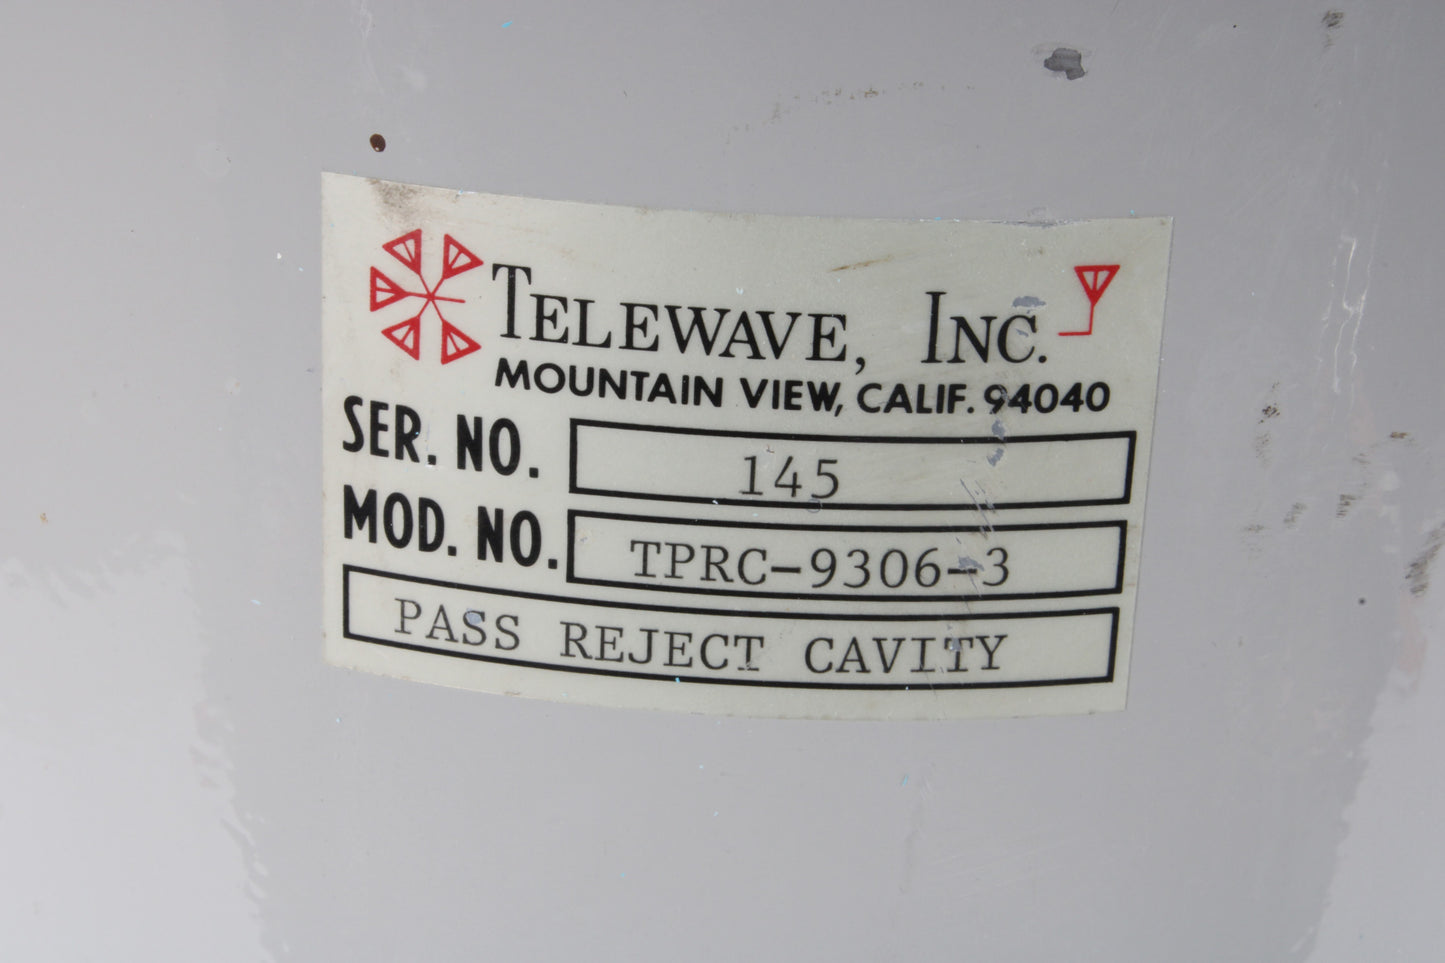 TELEWAVE, INC.
MOUNTAIN VIEW, CALIF. 94040
SER. NO. 145
MOD. NO. TPRC-9306-3
PASS REJECT CAVITY